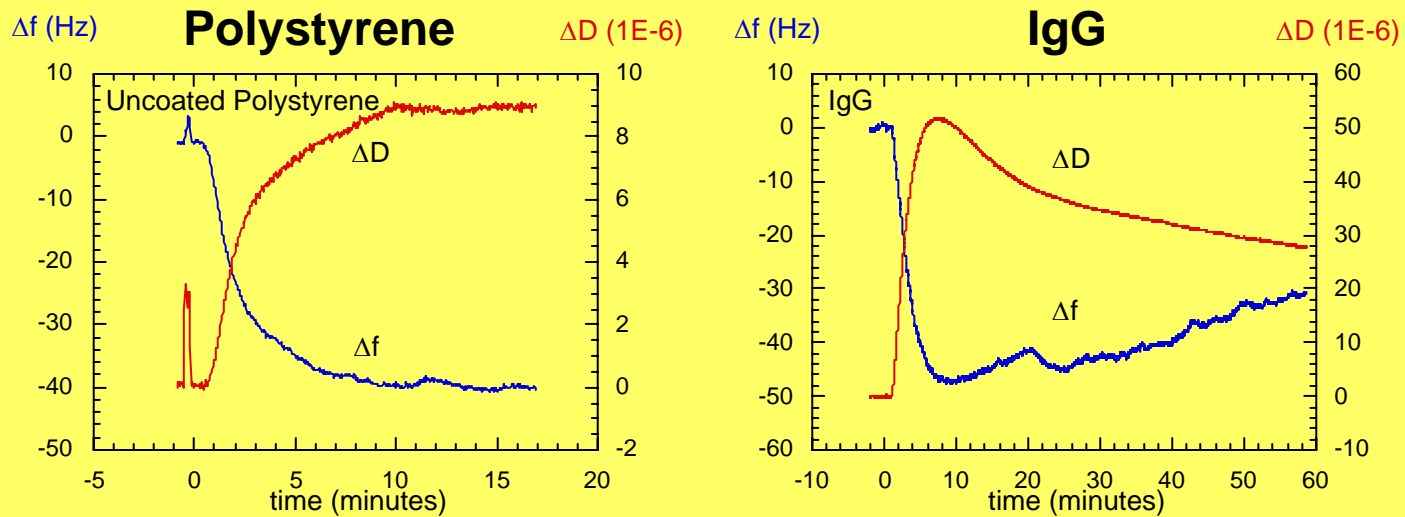 Polystyrene
Δf (Hz)
ΔD (1E-6)
Uncoated Polystyrene
ΔD
Δf
10
0
-10
-20
-30
-40
-50
10
8
6
4
2
0
-2
-5 0 5 10 15 20
time (minutes)
IgG
Δf (Hz)
ΔD (1E-6)
IgG
ΔD
Δf
10
0
-10
-20
-30
-40
-50
-60
60
50
40
30
20
10
0
-10
-10 0 10 20 30 40 50 60
time (minutes)